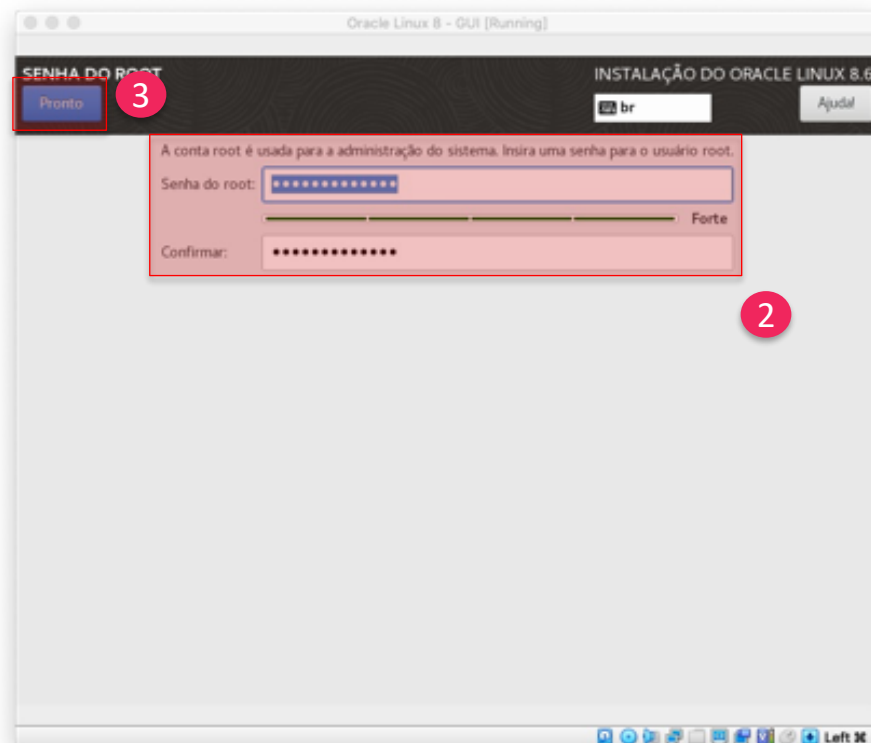 Oracle Linux 8 - GUI [Running]
SENHA DO ROOT
INSTALAÇÃO DO ORACLE LINUX 8.6
Pronto
3
br
Ajuda!
A conta root é usada para a administração do sistema. Insira uma senha para o usuário root.
Senha do root: •••••••••••••
Forte
Confirmar: •••••••••••••
2
Left ⌘